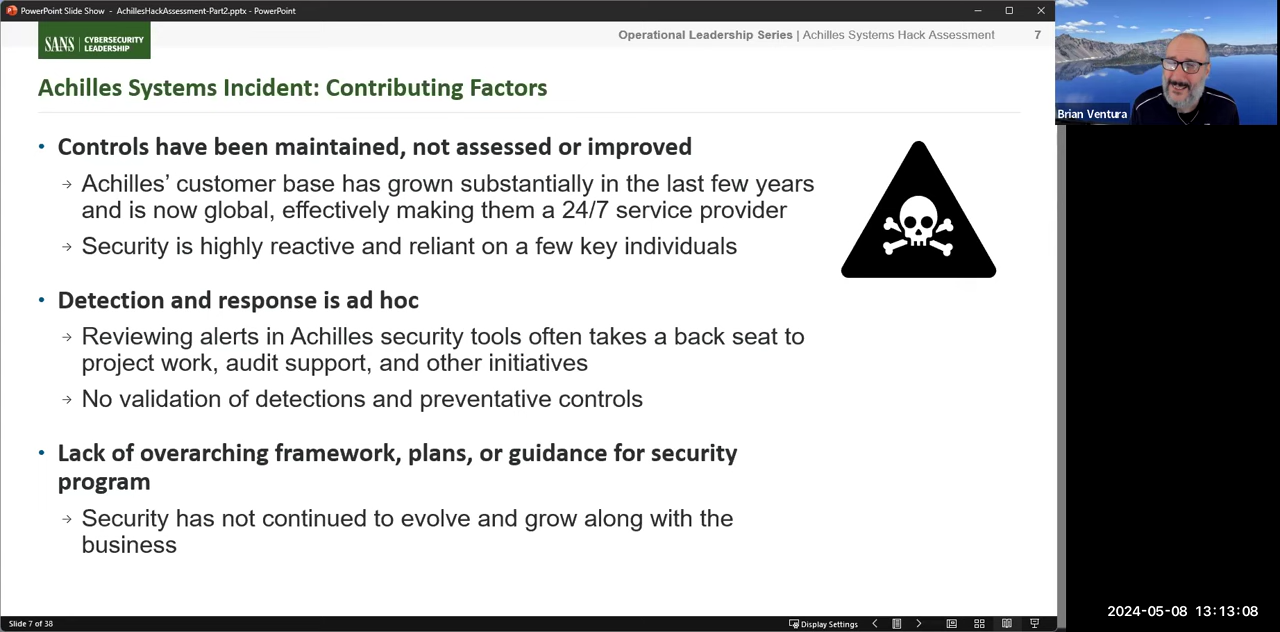 PowerPoint Slide Show - AchillesHackAssessment-Part2.pptx - PowerPoint
SANS | CYBERSECURITY
LEADERSHIP
Operational Leadership Series | Achilles Systems Hack Assessment 7
Achilles Systems Incident: Contributing Factors
Brian Ventura
• Controls have been maintained, not assessed or improved
→ Achilles’ customer base has grown substantially in the last few years
and is now global, effectively making them a 24/7 service provider
→ Security is highly reactive and reliant on a few key individuals
• Detection and response is ad hoc
→ Reviewing alerts in Achilles security tools often takes a back seat to
project work, audit support, and other initiatives
→ No validation of detections and preventative controls
• Lack of overarching framework, plans, or guidance for security
program
→ Security has not continued to evolve and grow along with the
business
2024-05-08 13:13:08
Slide 7 of 38
Display Settings